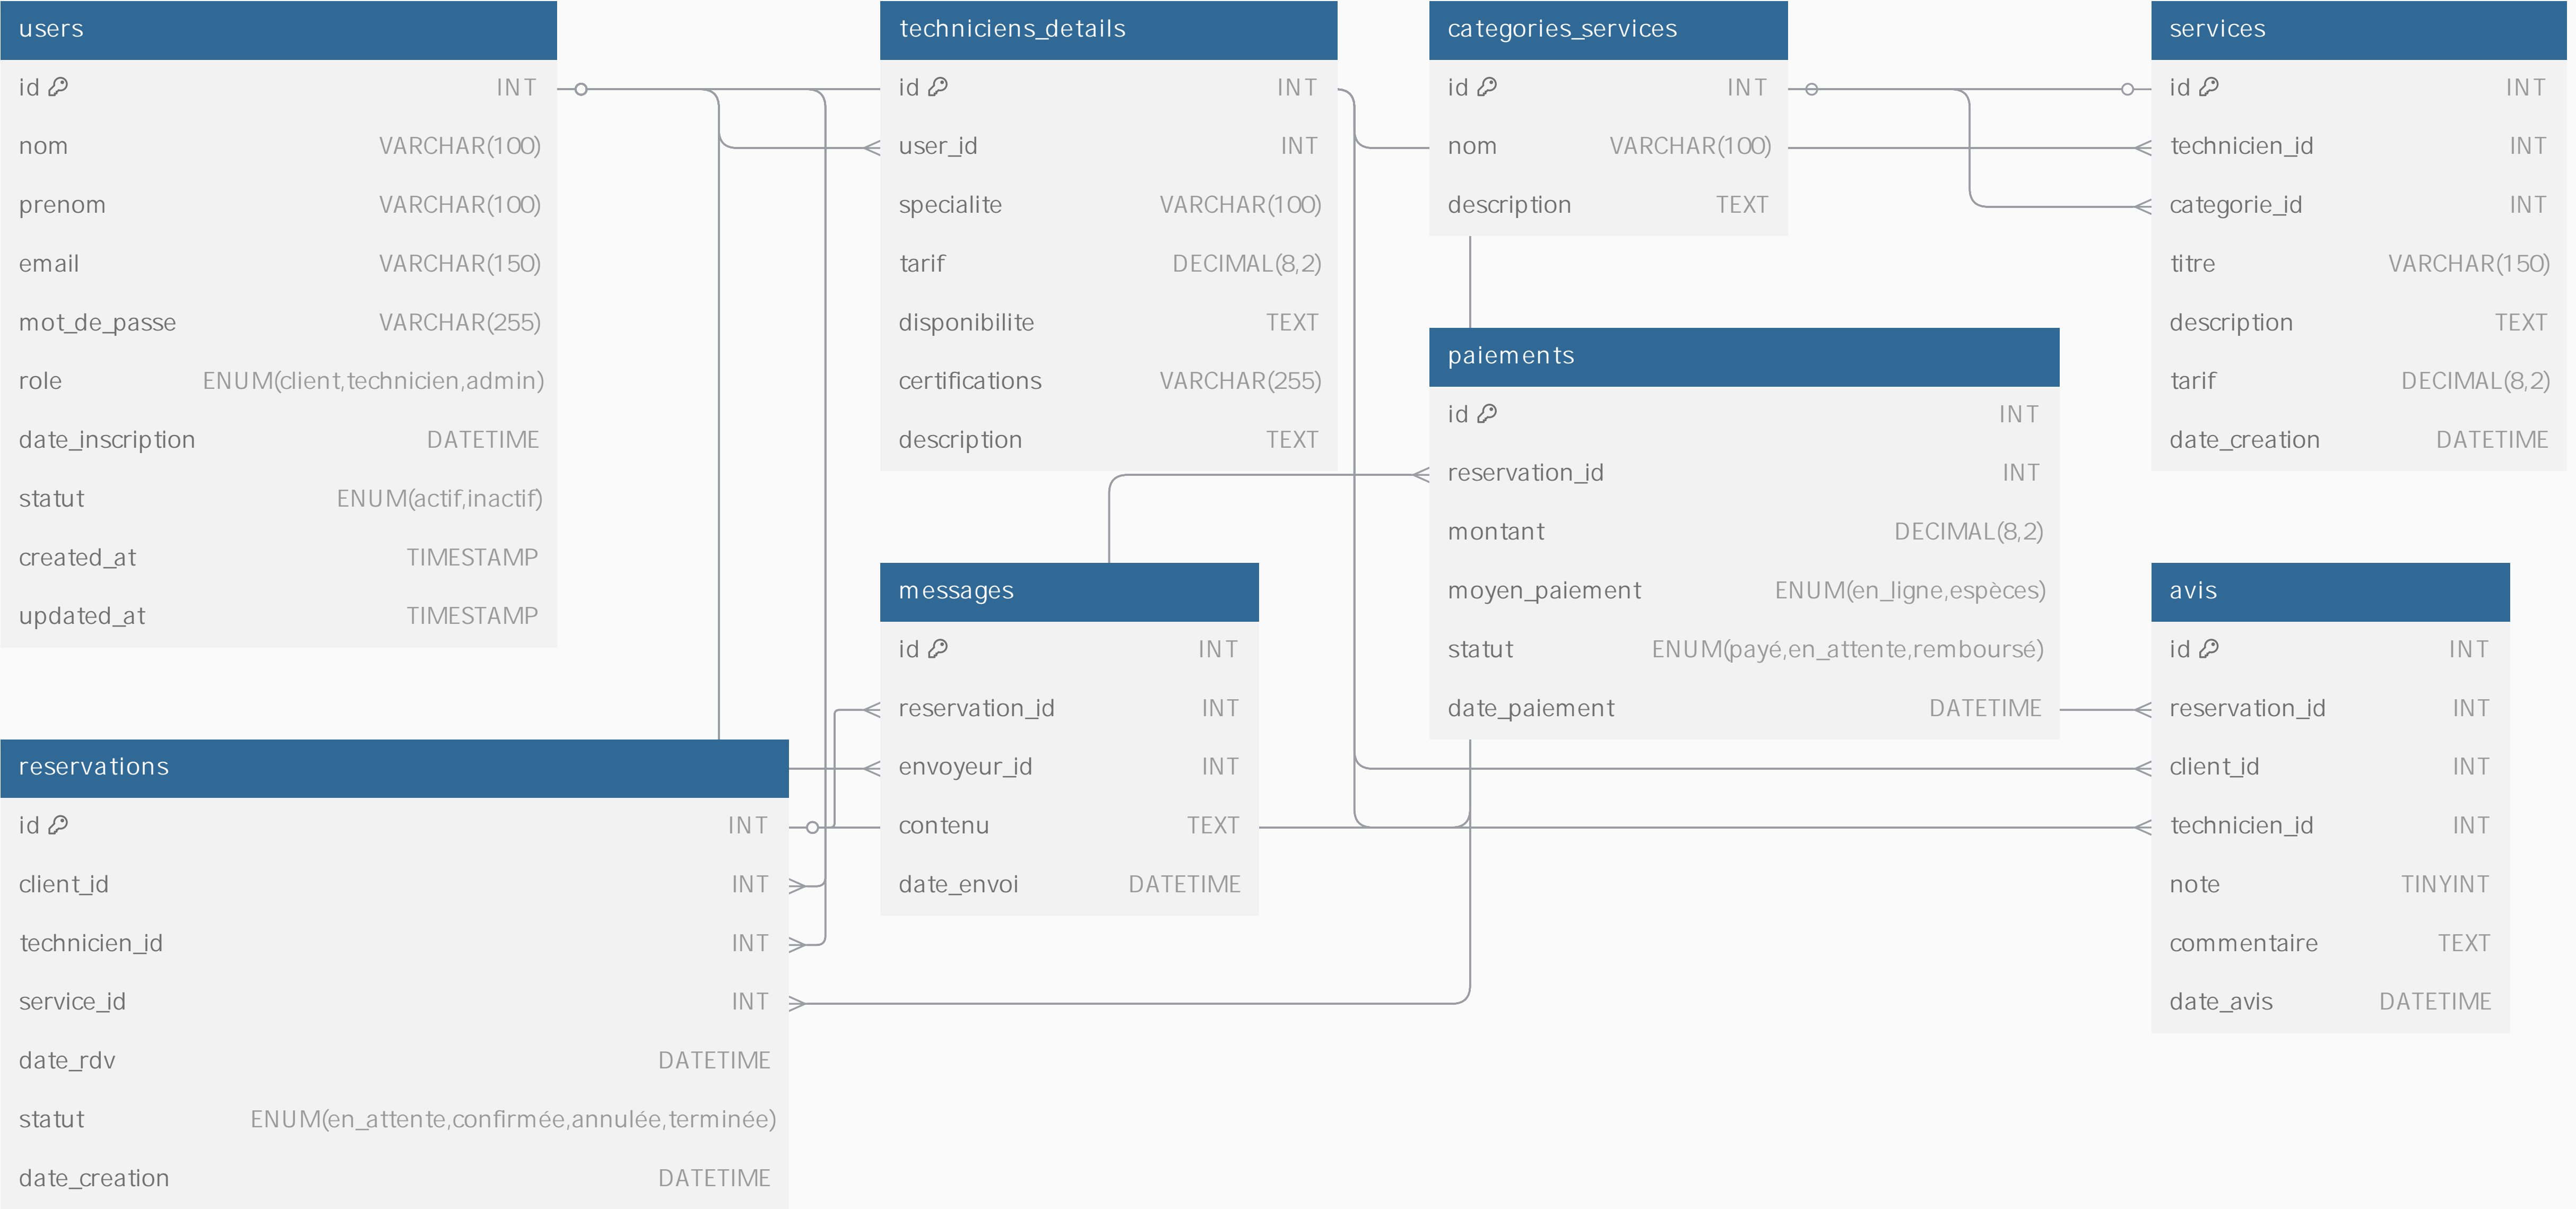 users
id INT
nom VARCHAR(100)
prenom VARCHAR(100)
email VARCHAR(150)
mot_de_passe VARCHAR(255)
role ENUM(client,technicien,admin)
date_inscription DATETIME
statut ENUM(actif,inactif)
created_at TIMESTAMP
updated_at TIMESTAMP
techniciens_details
id INT
user_id INT
specialite VARCHAR(100)
tarif DECIMAL(8,2)
disponibilite TEXT
certifications VARCHAR(255)
description TEXT
categories_services
id INT
nom VARCHAR(100)
description TEXT
services
id INT
technicien_id INT
categorie_id INT
titre VARCHAR(150)
description TEXT
tarif DECIMAL(8,2)
date_creation DATETIME
paiements
id INT
reservation_id INT
montant DECIMAL(8,2)
moyen_paiement ENUM(en_ligne,espèces)
statut ENUM(payé,en_attente,remboursé)
date_paiement DATETIME
messages
id INT
reservation_id INT
envoyeur_id INT
contenu TEXT
date_envoi DATETIME
avis
id INT
reservation_id INT
client_id INT
technicien_id INT
note TINYINT
commentaire TEXT
date_avis DATETIME
reservations
id INT
client_id INT
technicien_id INT
service_id INT
date_rdv DATETIME
statut ENUM(en_attente,confirmée,annulée,terminée)
date_creation DATETIME